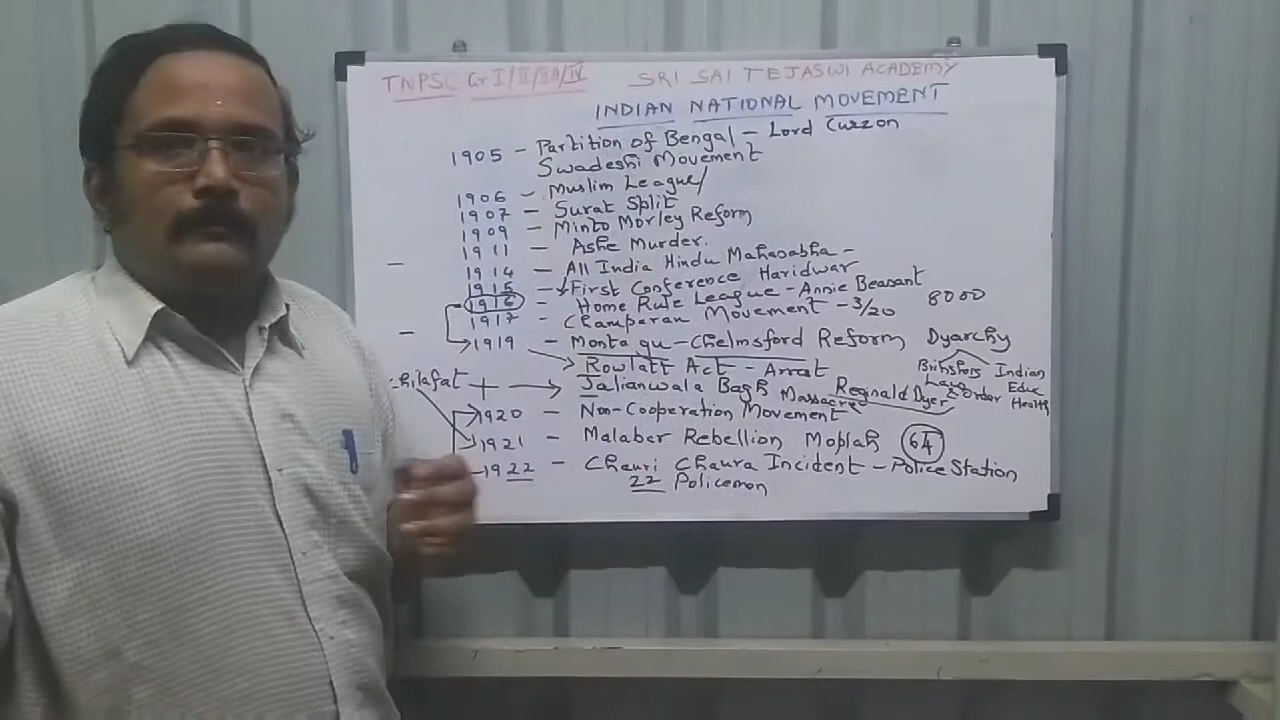 TNPSC Gr I/II/IIA/IV SRI SAI TEJASWI ACADEMY
INDIAN NATIONAL MOVEMENT
1905 - Partition of Bengal - Lord Curzon
Swadeshi Movement
1906 - Muslim League/
1907 - Surat Split
1909 - Minto Morley Reform
1911 - Ashe Murder.
1914 - All India Hindu Mahasabha -
1915 - First Conference Haridwar
1916 - Home Rule League - Annie Beasant
1917 - Champaran Movement - 3/20 8000
1919 - Montagu-Chelmsford Reform Dyarchy
Britishers Indian
Law & Order Educ
Health
Rowlatt Act - Arrest
Khilafat Jalianwala Bagh Massacre Reginald Dyer
1920 - Non-Cooperation Movement
1921 - Malabar Rebellion Moplah 64
1922 - Chauri Chaura Incident - Police Station
22 Policemen